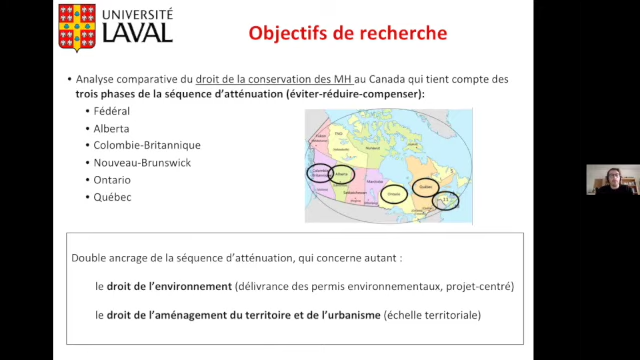 UNIVERSITÉ
LAVAL
Objectifs de recherche
• Analyse comparative du droit de la conservation des MH au Canada qui tient compte des
trois phases de la séquence d'atténuation (éviter-réduire-compenser):
• Fédéral
• Alberta
• Colombie-Britannique
• Nouveau-Brunswick
• Ontario
• Québec
Alberta
Ontario
Québec
Double ancrage de la séquence d'atténuation, qui concerne autant :
le droit de l'environnement (délivrance des permis environnementaux, projet-centré)
le droit de l'aménagement du territoire et de l'urbanisme (échelle territoriale)